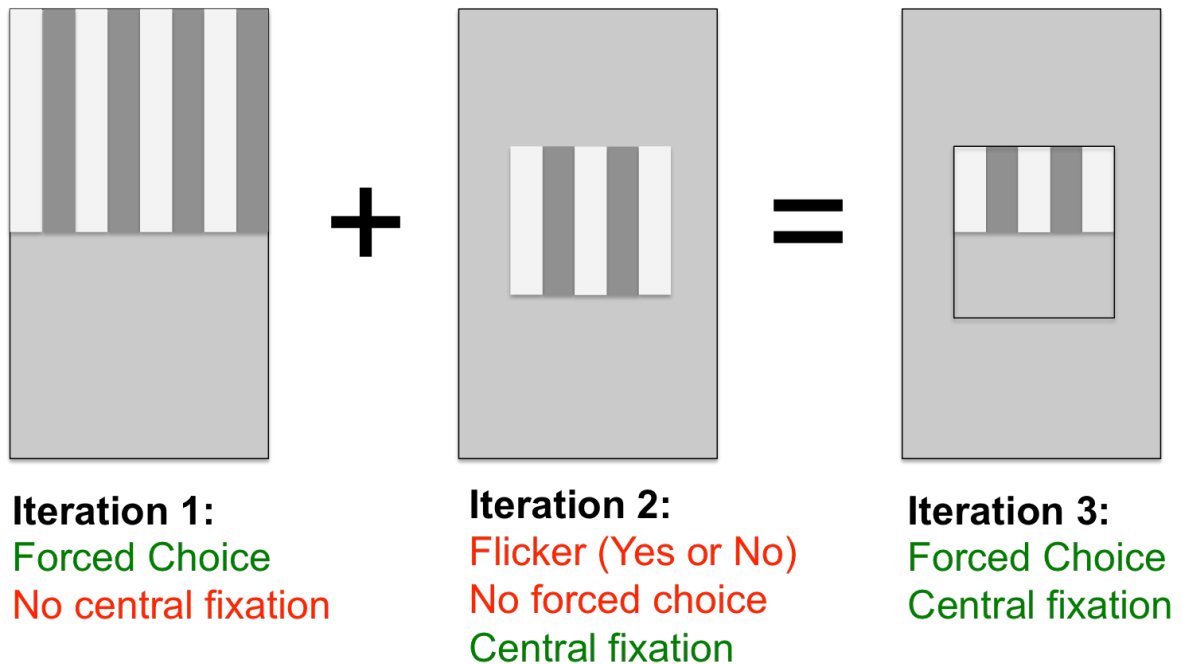 +
=
Iteration 1:
Forced Choice
No central fixation
Iteration 2:
Flicker (Yes or No)
No forced choice
Central fixation
Iteration 3:
Forced Choice
Central fixation